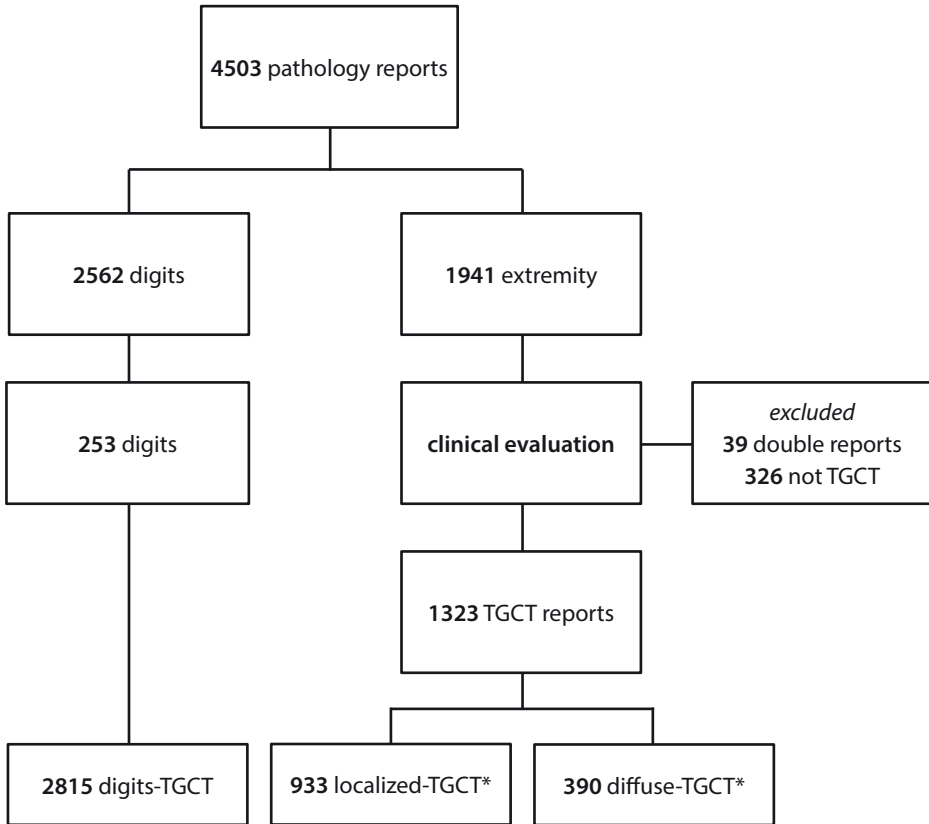 4503 pathology reports
2562 digits
1941 extremity
253 digits
clinical evaluation
excluded
39 double reports
326 not TGCT
1323 TGCT reports
2815 digits-TGCT
933 localized-TGCT*
390 diffuse-TGCT*